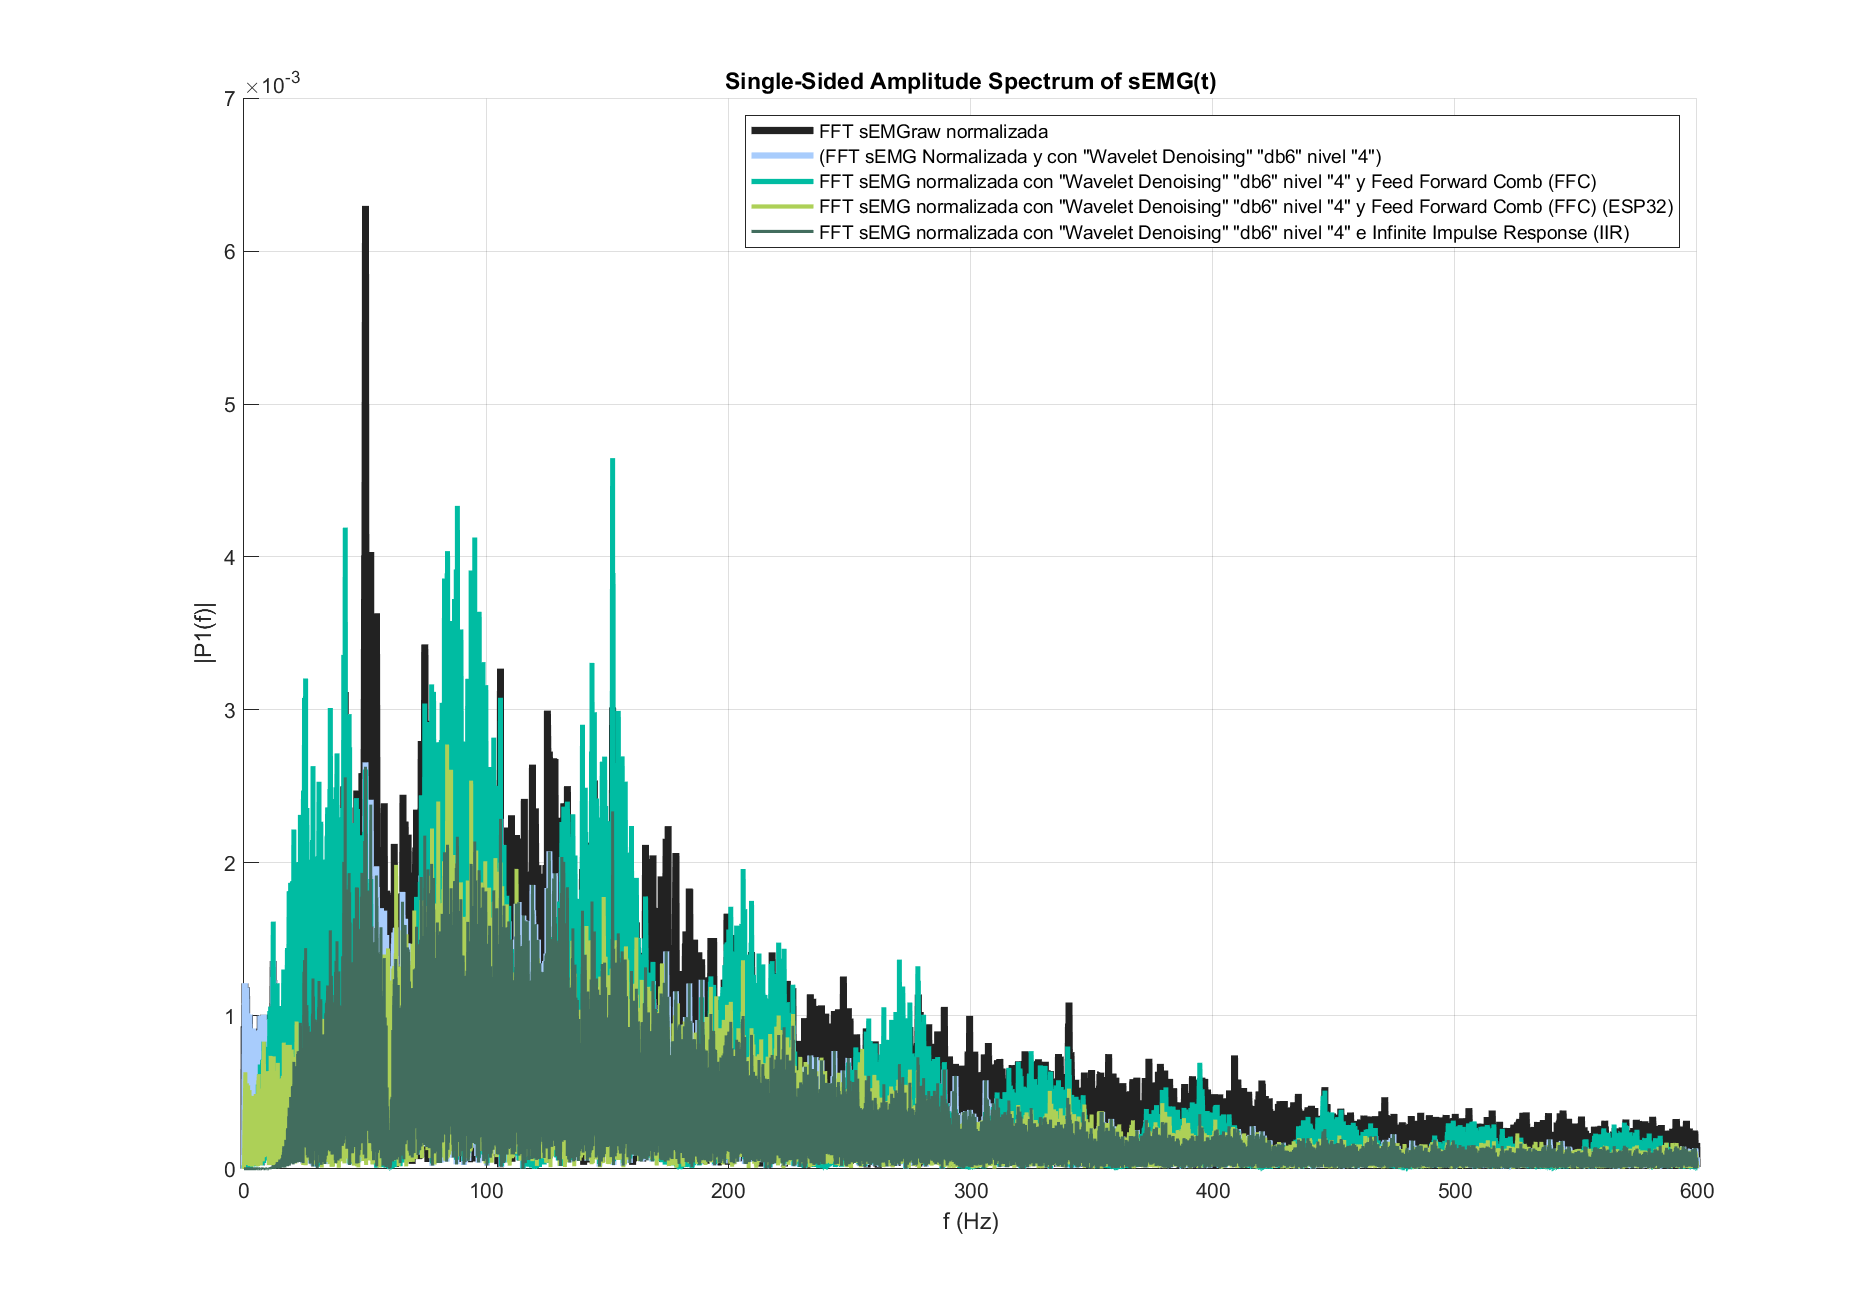 Single-Sided Amplitude Spectrum of sEMG(t)
×10-3
7
6
5
4
3
2
1
0
|P1(f)|
FFT sEMGraw normalizada
(FFT sEMG Normalizada y con "Wavelet Denoising" "db6" nivel "4")
FFT sEMG normalizada con "Wavelet Denoising" "db6" nivel "4" y Feed Forward Comb (FFC)
FFT sEMG normalizada con "Wavelet Denoising" "db6" nivel "4" y Feed Forward Comb (FFC) (ESP32)
FFT sEMG normalizada con "Wavelet Denoising" "db6" nivel "4" e Infinite Impulse Response (IIR)
0 100 200 300 400 500 600
f (Hz)